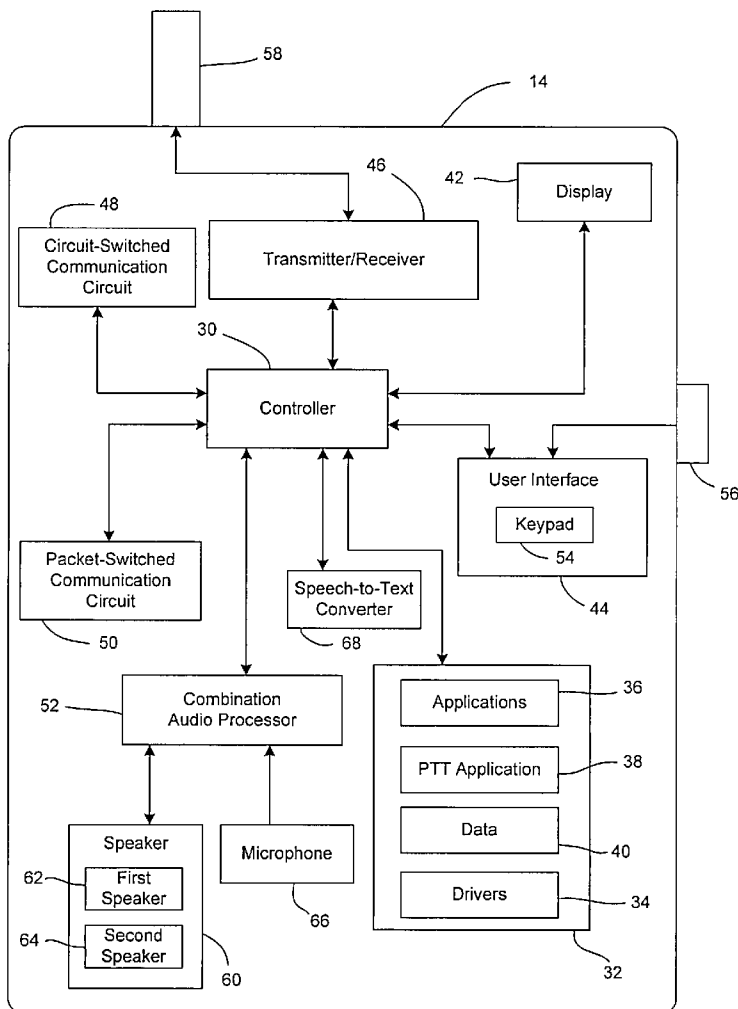 58
14
46
42
Display
48
Circuit-Switched
Communication
Circuit
Transmitter/Receiver
30
Controller
56
User Interface
Keypad
54
44
Packet-Switched
Communication
Circuit
50
Speech-to-Text
Converter
68
52
Combination
Audio Processor
Applications
36
PTT Application
38
Data
40
Drivers
34
32
Speaker
62
First
Speaker
64
Second
Speaker
60
Microphone
66